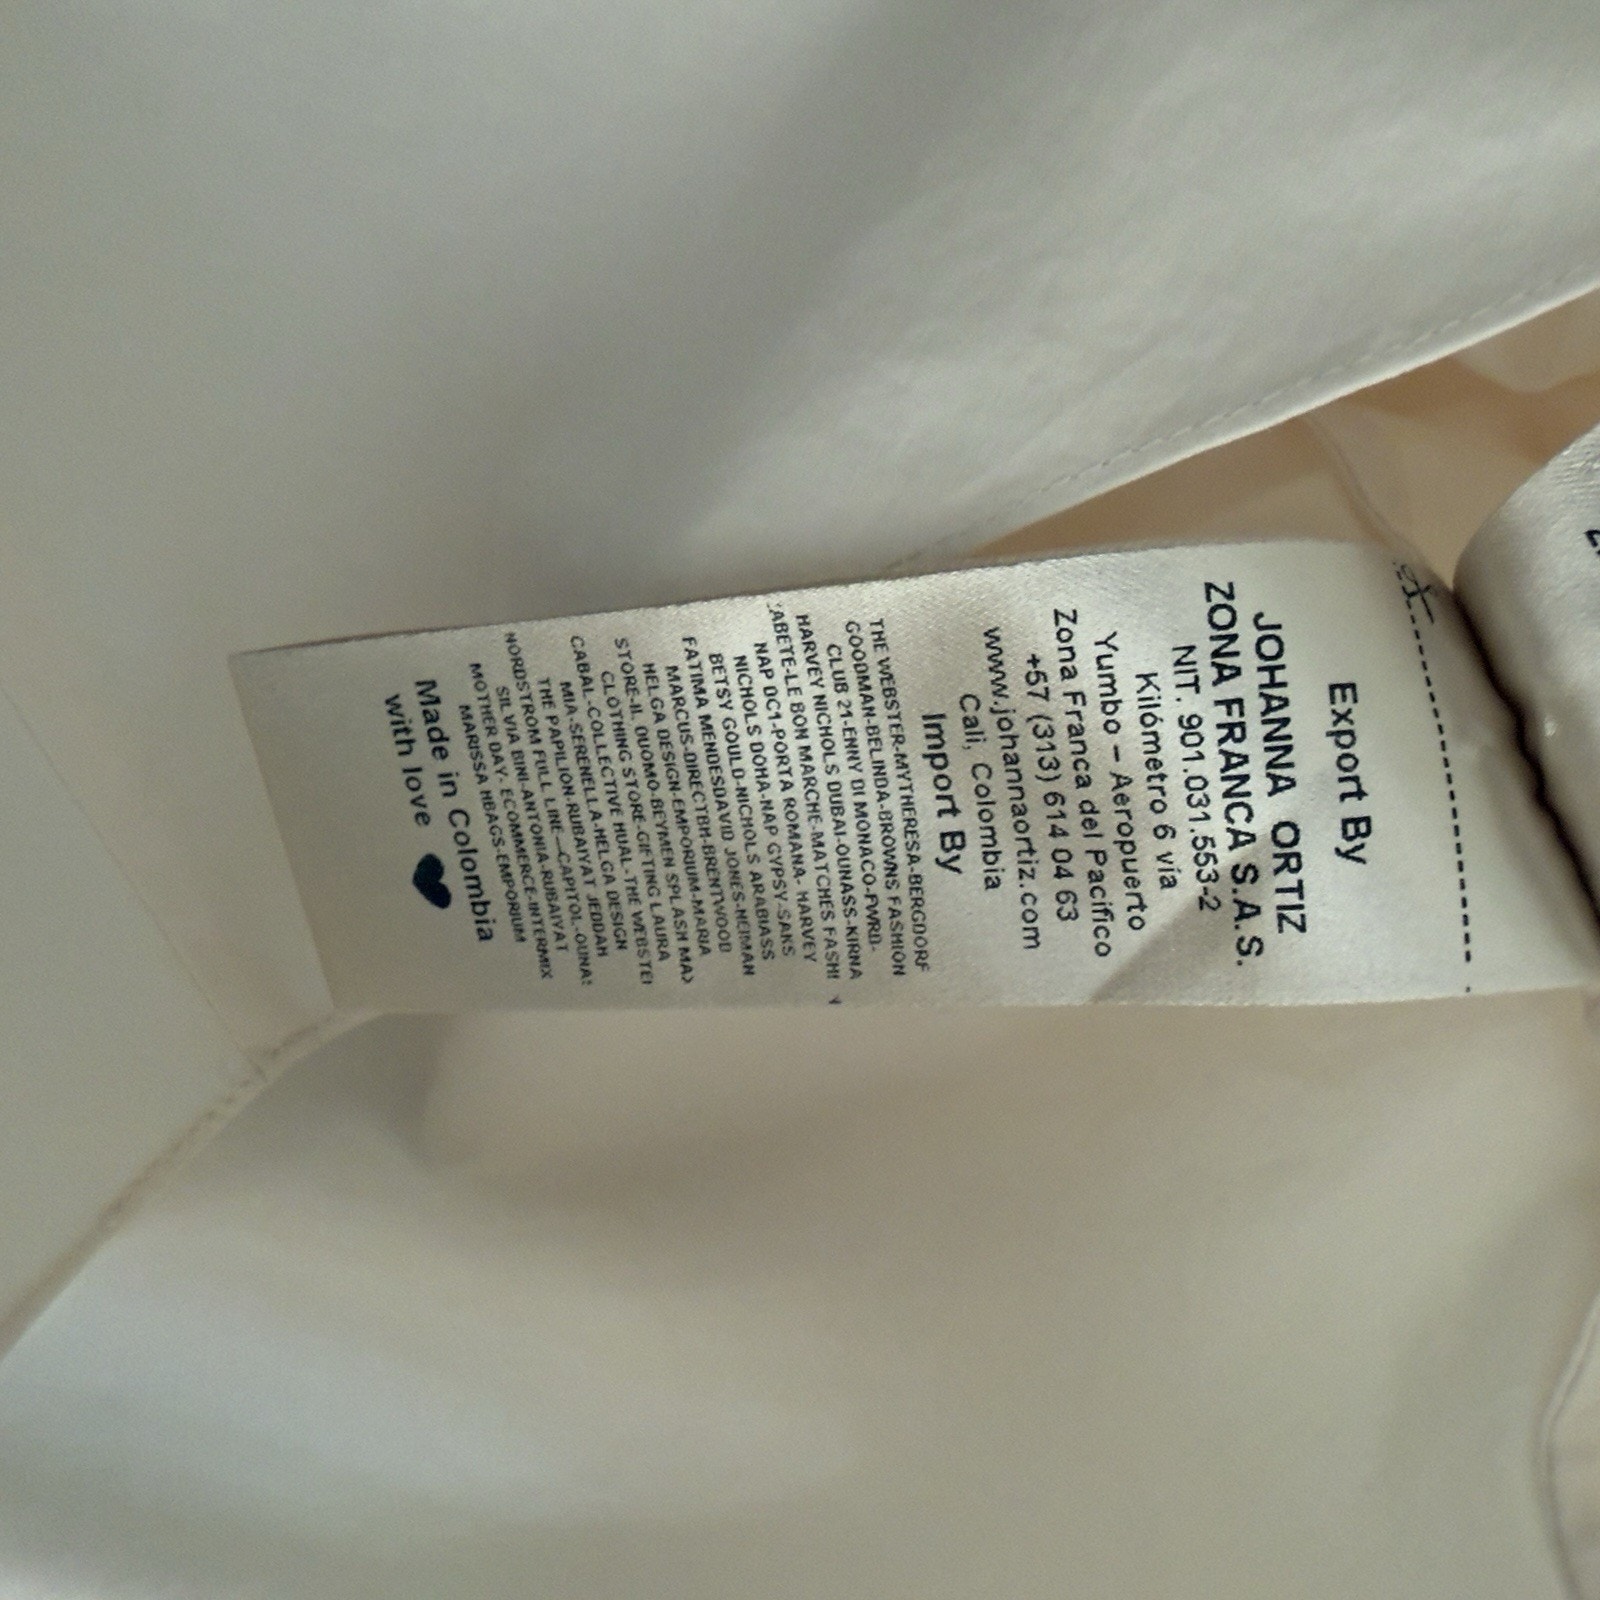 Export By
JOHANNA ORTIZ
ZONA FRANCA S.A.S.
NIT. 901.031.553-2
Kilómetro 6 vía
Yumbo – Aeropuerto
Zona Franca del Pacifico
+57 (313) 614 04 63
www.johannaortiz.com
Cali, Colombia
Import By
THE WEBSTER-MYTHERESA-BERGDORF
GOODMAN-BELINDA-BROWNS FASHION
CLUB 21-ENNY DI MONACO-FWRD-
HARVEY NICHOLS DUBAI-OUNASS-KIRNA
ZABETE-LE BON MARCHE-MATCHES FASHI
NAP DC1-PORTA ROMANA- HARVEY
NICHOLS DOHA-NAP GYPSY-SAKS
BETSY GOULD-NICHOLS ARABIASS
FATIMA MENDESDAVID JONES-NEIMAN
MARCUS-DIRECTBH-BRENTWOOD
HELGA DESIGN-EMPORIUM-MARIA
STORE-IL DUOMO-BEYMEN SPLASH MAX
CLOTHING STORE-GIFTING LAURA
CABAL-COLLECTIVE HUAL-THE WEBSTER
MIA-SERENELLA-HELGA DESIGN
THE PAPILION-RUBAIYAT JEDDAH
NORDSTROM FULL LINE—CAPITOL-OUNAS
SILVIA BINI-ANTONIA-RUBAIYAT
MOTHER DAY- ECOMMERCE-INTERMIX
MARISSA HBAGS-EMPORIUM
Made in Colombia
with love